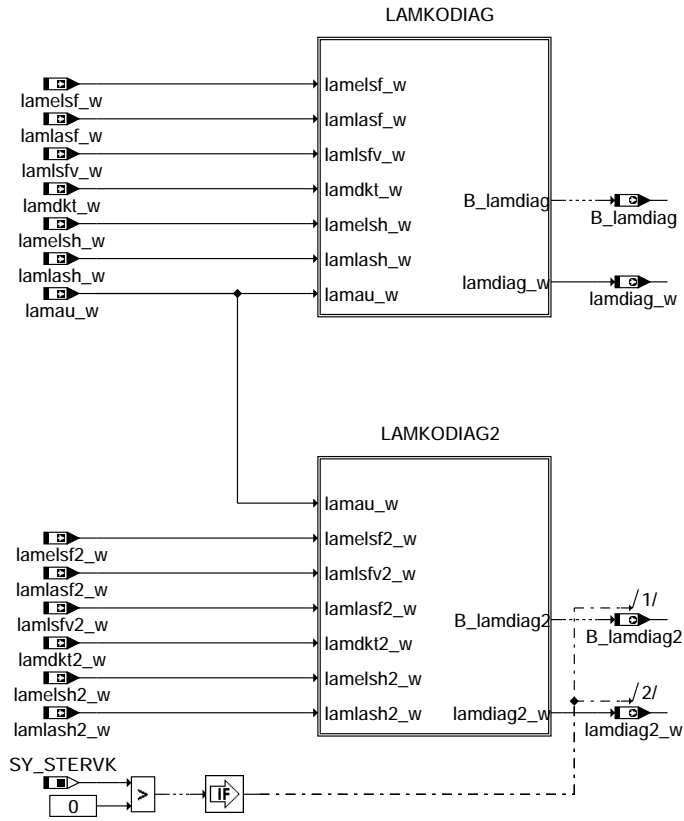 LAMKODIAG
lamelsf_w
lamlasf_w
lamlsfv_w
lamdkt_w
lamelsh_w
lamlash_w
lamau_w
lamelsf_w
lamlasf_w
lamlsfv_w
lamdkt_w
lamelsh_w
lamlash_w
lamau_w
B_lamdiag
lamdiag_w
B_lamdiag
lamdiag_w
LAMKODIAG2
lamelsf2_w
lamlasf2_w
lamlsfv2_w
lamdkt2_w
lamelsh2_w
lamlash2_w
lamau_w
lamelsf2_w
lamlsfv2_w
lamlasf2_w
lamdkt2_w
lamelsh2_w
lamlash2_w
B_lamdiag2
lamdiag2_w
/1/
B_lamdiag2
/2/
lamdiag2_w
SY_STERVK
0
>
IF